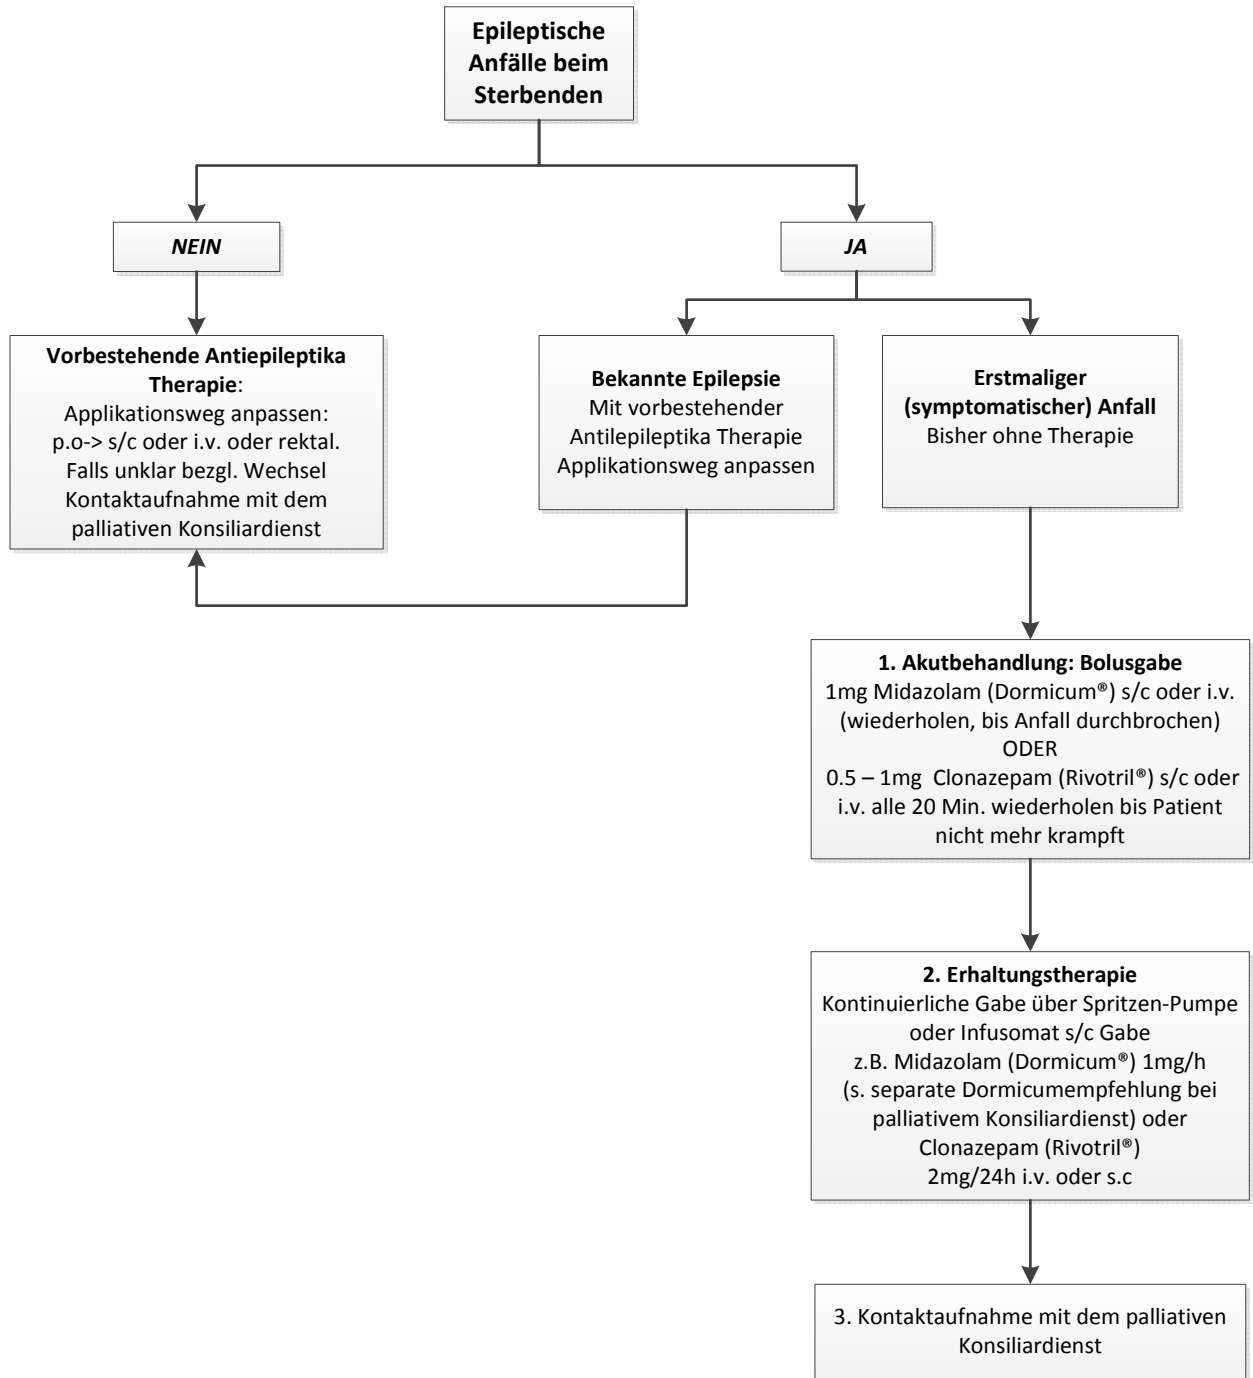 Epileptische
Anfälle beim
Sterbenden
NEIN
JA
Vorbestehende Antiepileptika
Therapie:
Applikationsweg anpassen:
p.o-> s/c oder i.v. oder rektal.
Falls unklar bezgl. Wechsel
Kontaktaufnahme mit dem
palliativen Konsiliardienst
Bekannte Epilepsie
Mit vorbestehender
Antilepileptika Therapie
Applikationsweg anpassen
Erstmaliger
(symptomatischer) Anfall
Bisher ohne Therapie
1. Akutbehandlung: Bolusgabe
1mg Midazolam (Dormicum®) s/c oder i.v.
(wiederholen, bis Anfall durchbrochen)
ODER
0.5 – 1mg Clonazepam (Rivotril®) s/c oder
i.v. alle 20 Min. wiederholen bis Patient
nicht mehr krampft
2. Erhaltungstherapie
Kontinuierliche Gabe über Spritzen-Pumpe
oder Infusomat s/c Gabe
z.B. Midazolam (Dormicum®) 1mg/h
(s. separate Dormicumempfehlung bei
palliativem Konsiliardienst) oder
Clonazepam (Rivotril®)
2mg/24h i.v. oder s.c
3. Kontaktaufnahme mit dem palliativen
Konsiliardienst